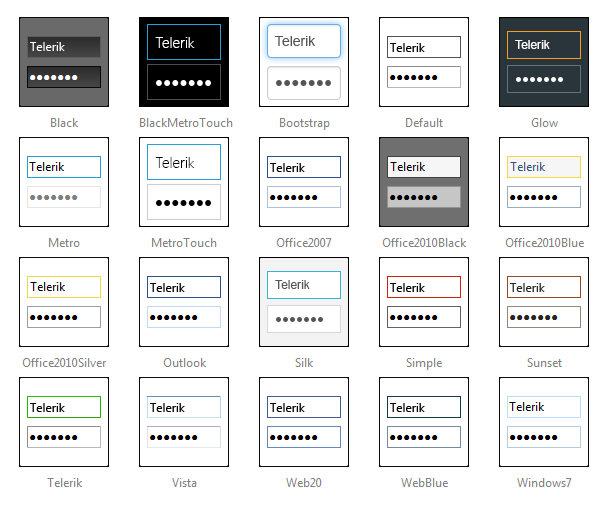 Telerik Telerik Telerik Telerik Telerik
●●●●●●● ●●●●●●● ●●●●●●● ●●●●●●● ●●●●●●●
Black BlackMetroTouch Bootstrap Default Glow
Telerik Telerik Telerik Telerik Telerik
●●●●●●● ●●●●●●● ●●●●●●● ●●●●●●● ●●●●●●●
Metro MetroTouch Office2007 Office2010Black Office2010Blue
Telerik Telerik Telerik Telerik Telerik
●●●●●●● ●●●●●●● ●●●●●●● ●●●●●●● ●●●●●●●
Office2010Silver Outlook Silk Simple Sunset
Telerik Telerik Telerik Telerik Telerik
●●●●●●● ●●●●●●● ●●●●●●● ●●●●●●● ●●●●●●●
Telerik Vista Web20 WebBlue Windows7